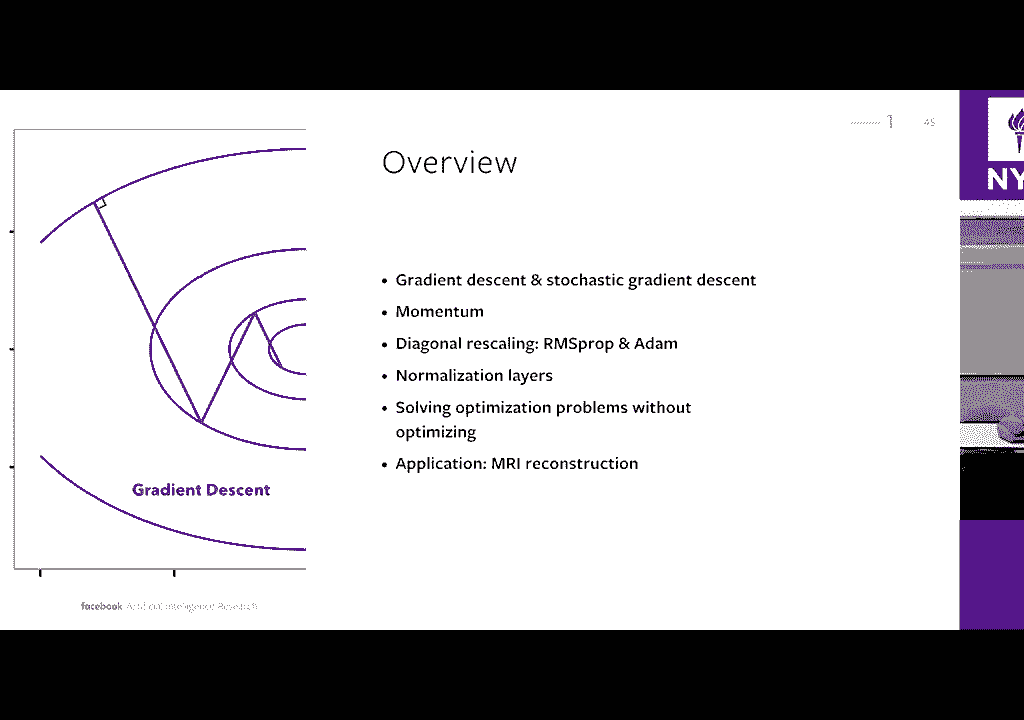 1 45
Overview
• Gradient descent & stochastic gradient descent
• Momentum
• Diagonal rescaling: RMSprop & Adam
• Normalization layers
• Solving optimization problems without
optimizing
• Application: MRI reconstruction
Gradient Descent
facebook Artificial Intelligence Research
NY